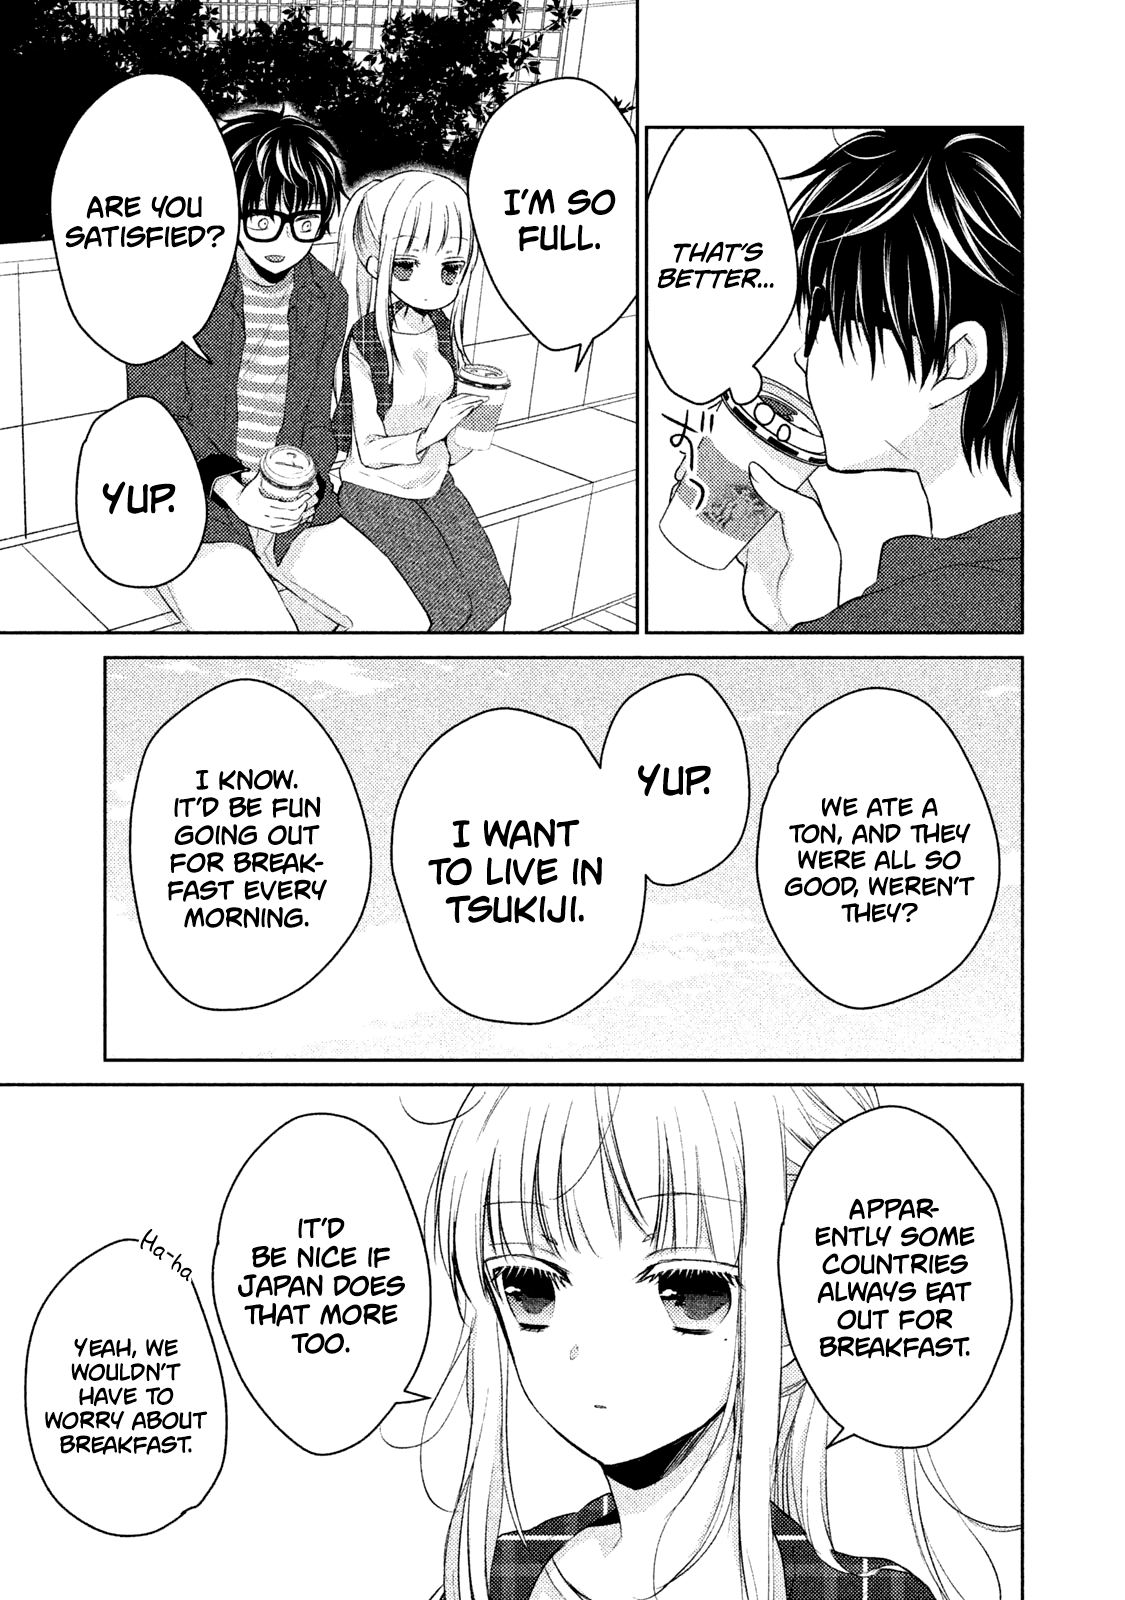 THAT'S
BETTER...
おっ
I'M SO
FULL.
ARE YOU
SATISFIED?
YUP.
WE ATE A
TON, AND THEY
WERE ALL SO
GOOD, WEREN'T
THEY?
YUP.
I WANT
TO LIVE IN
TSUKIJI.
I KNOW.
IT'D BE FUN
GOING OUT
FOR BREAK-
FAST EVERY
MORNING.
APPAR-
ENTLY SOME
COUNTRIES
ALWAYS EAT
OUT FOR
BREAKFAST.
IT'D
BE NICE IF
JAPAN DOES
THAT MORE
TOO.
Ha-ha
YEAH, WE
WOULDN'T
HAVE TO
WORRY ABOUT
BREAKFAST.